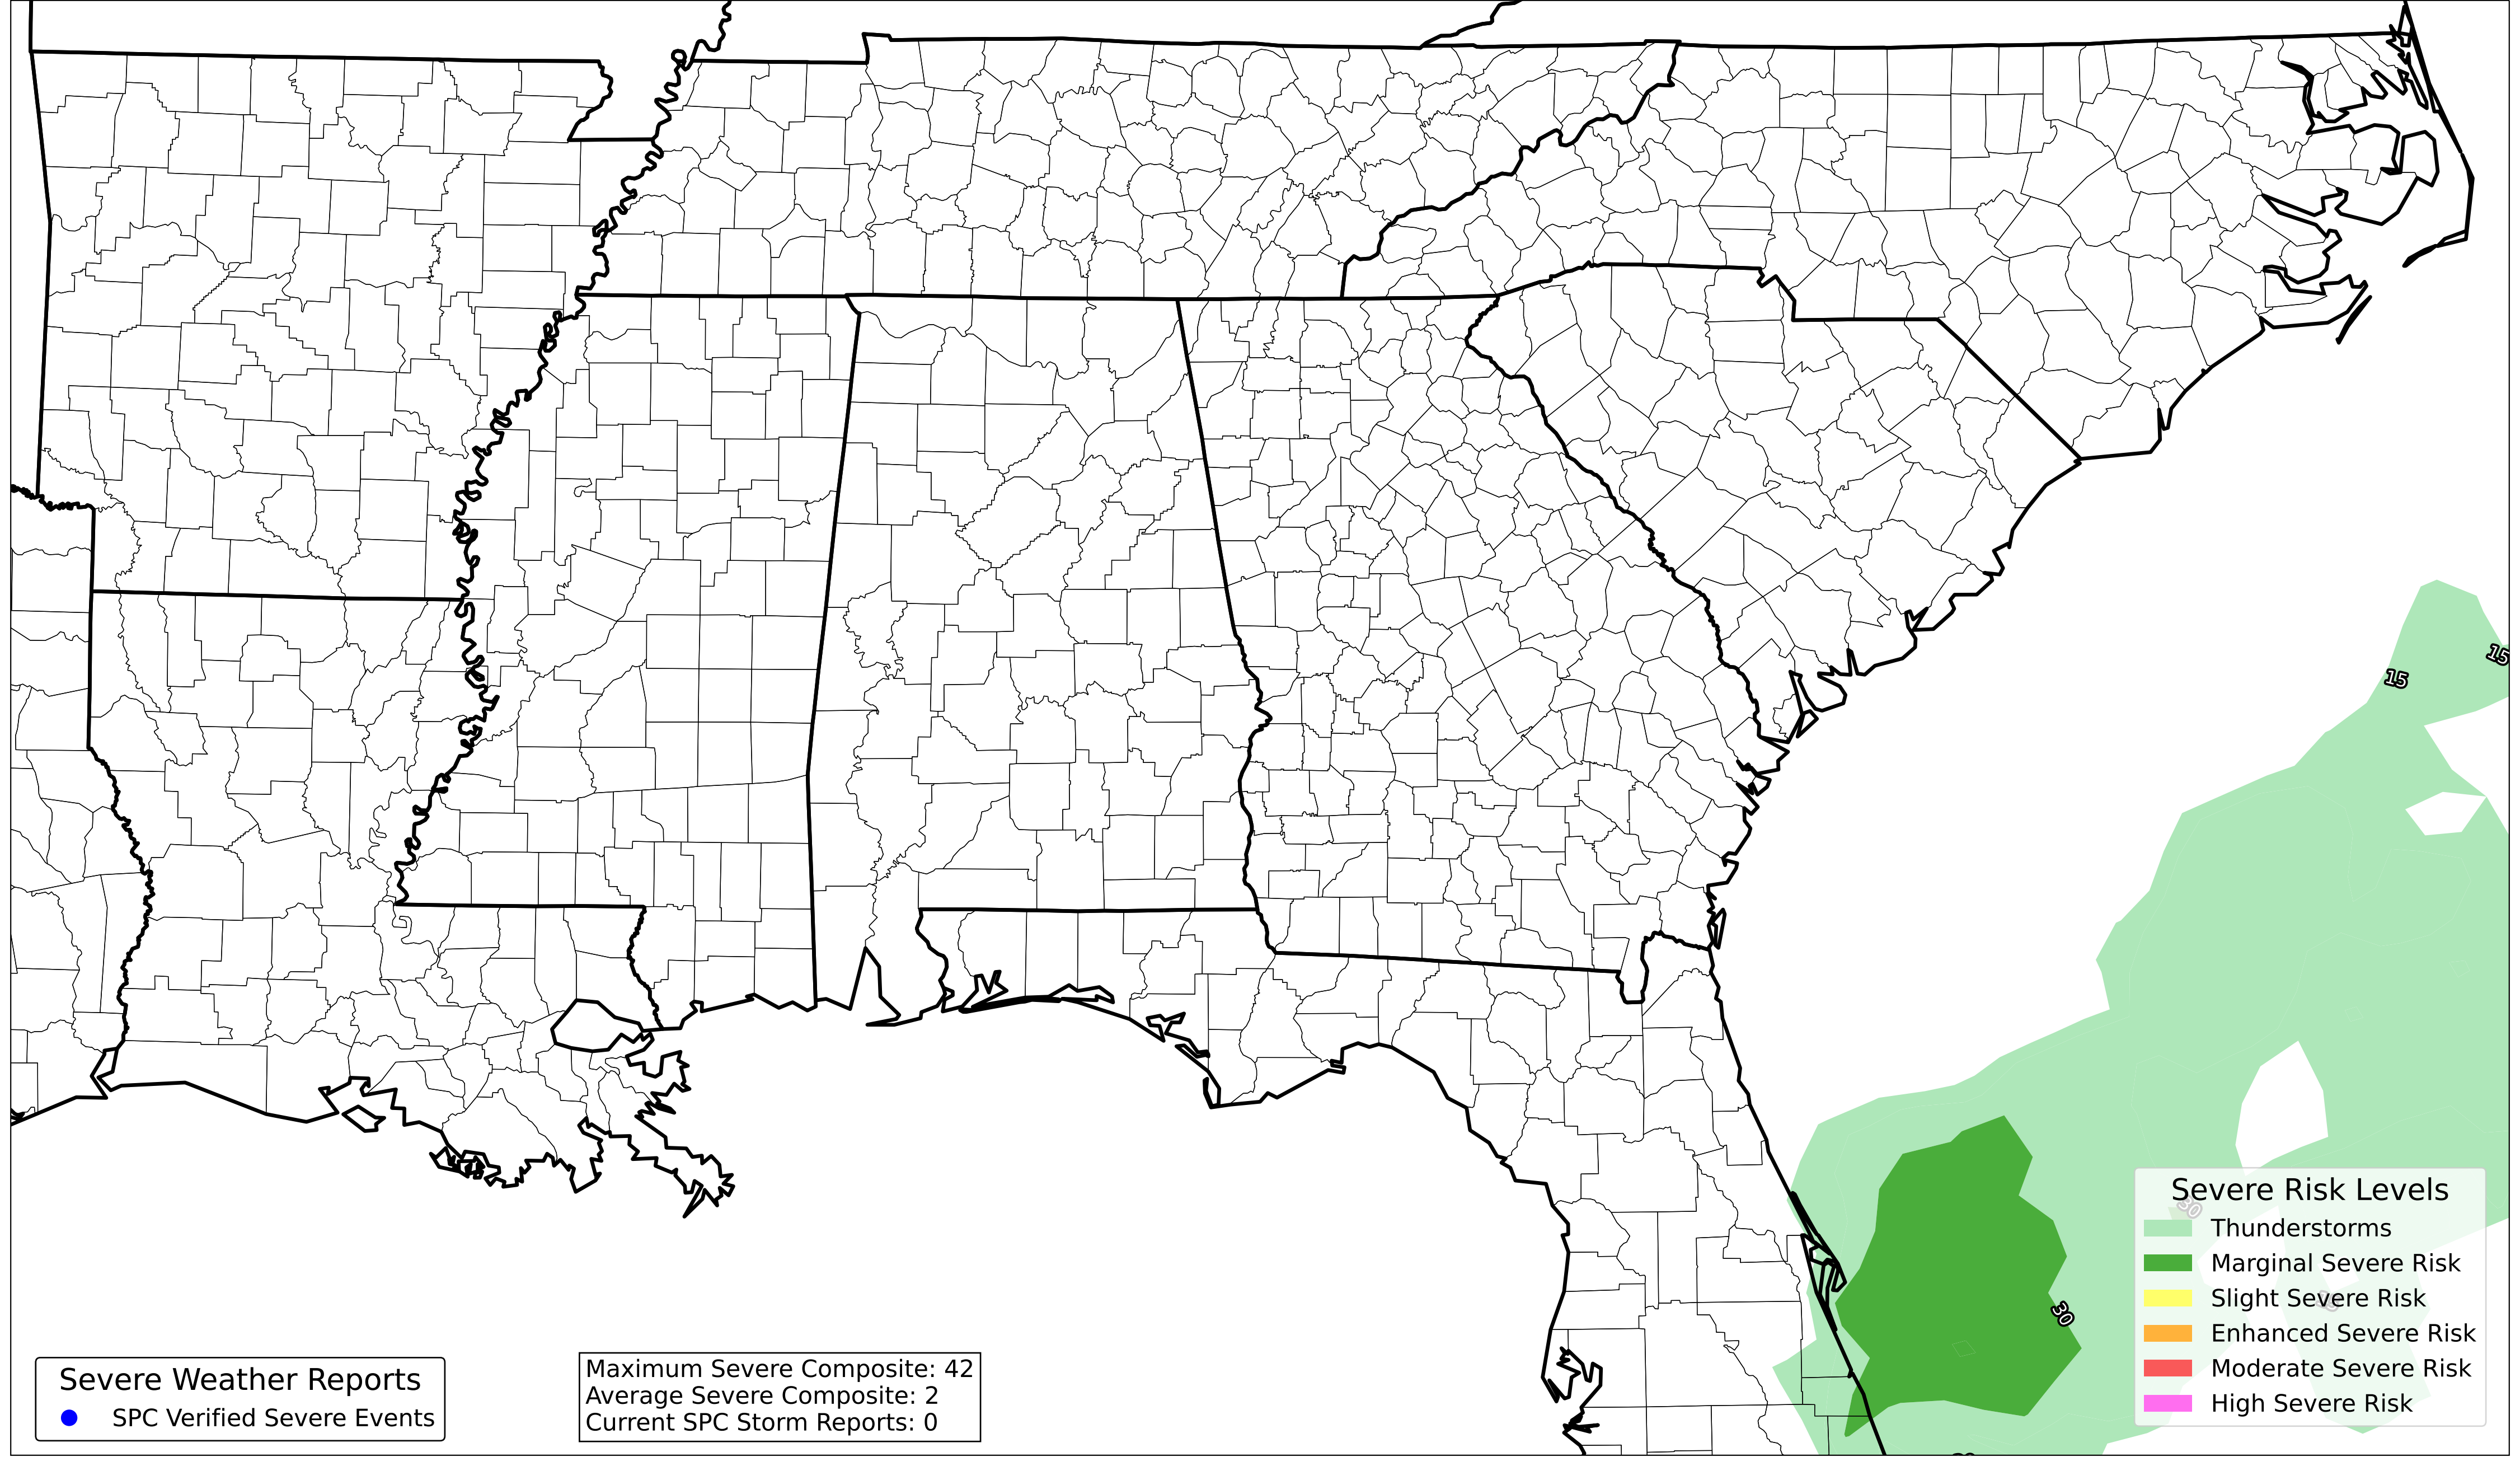 15
15
Severe Risk Levels
30
Thunderstorms
Marginal Severe Risk
Slight Severe Risk
30
Enhanced Severe Risk
Moderate Severe Risk
High Severe Risk
Severe Weather Reports
SPC Verified Severe Events
Maximum Severe Composite: 42
Average Severe Composite: 2
Current SPC Storm Reports: 0